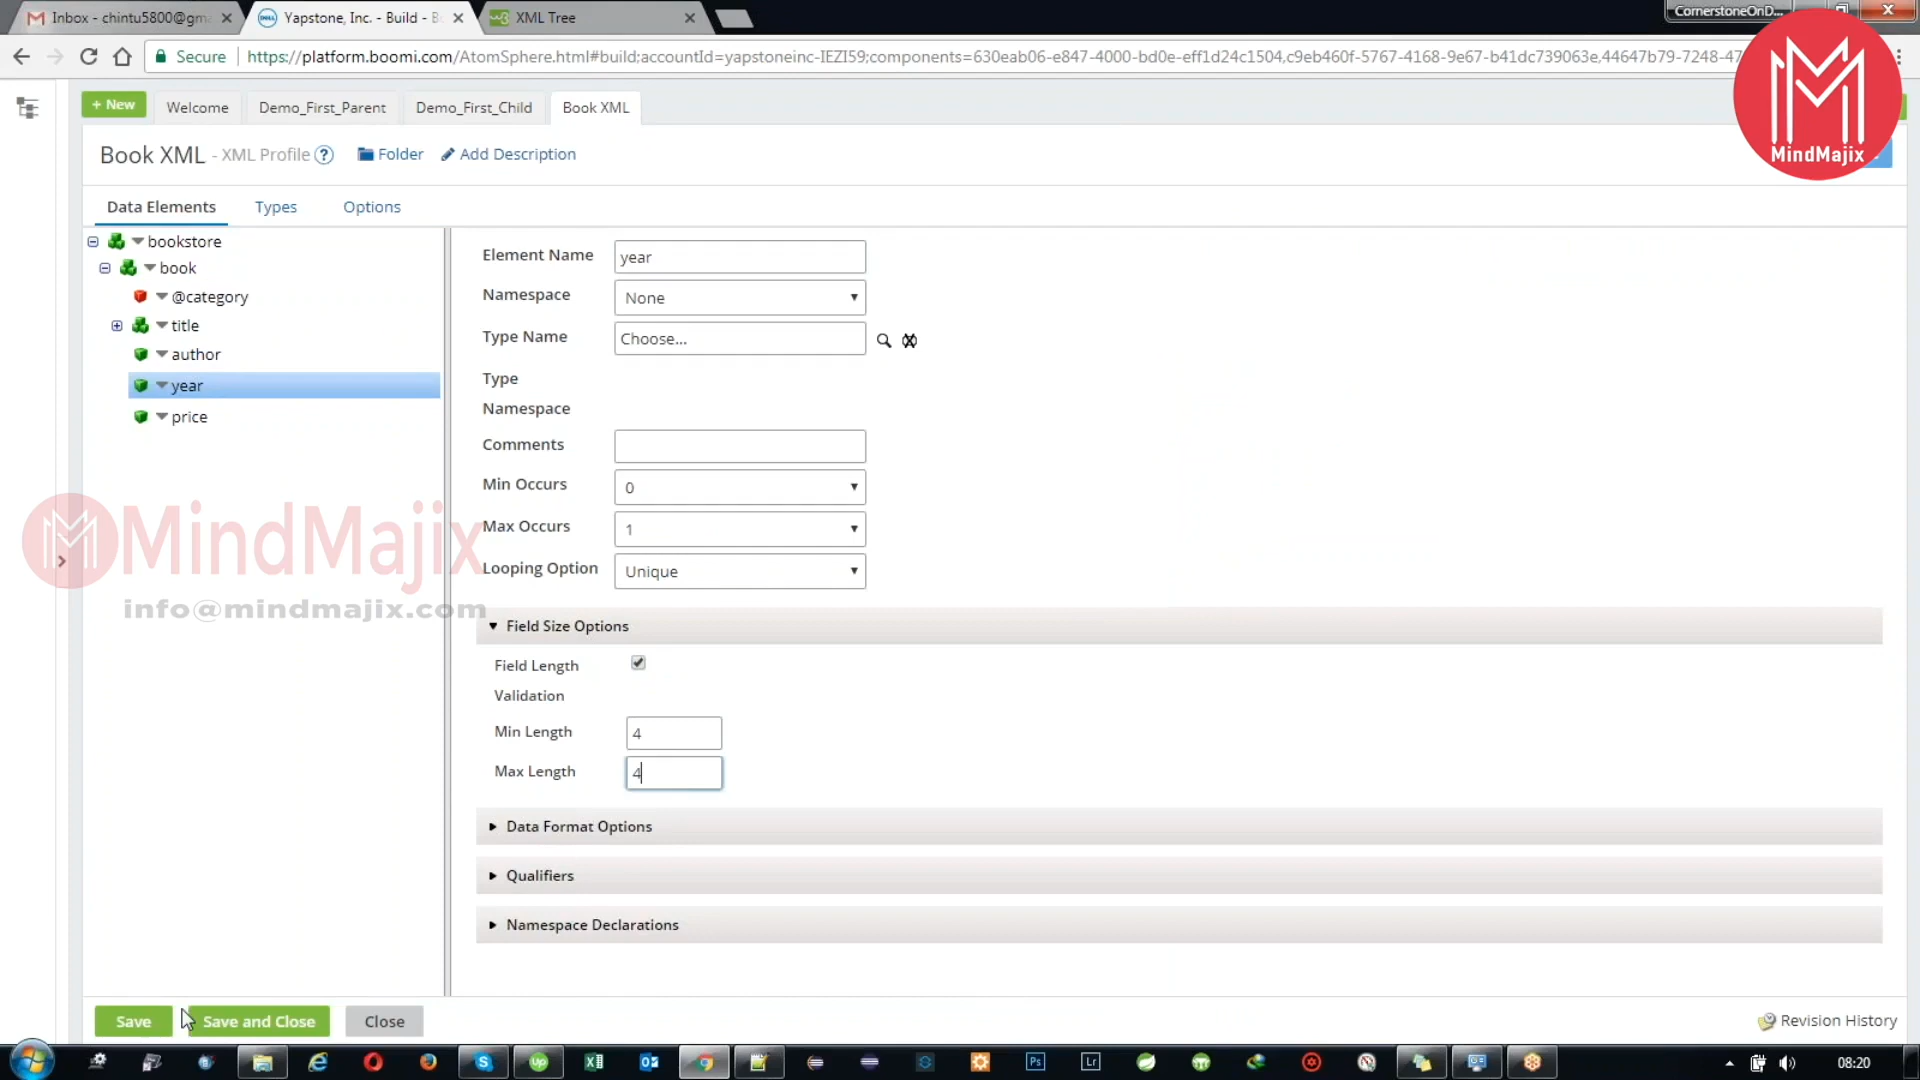 Inbox - chintu5800@gm
Yapstone, Inc. - Build - B
XML Tree
CornerstoneOnD...
Secure
https://platform.boomi.com/AtomSphere.html#build;accountId=yapstoneinc-IEZI59;components=630eab06-e847-4000-bd0e-eff1d24c1504,c9eb460f-5767-4168-9e67-b41dc739063e,44647b79-7248-47
MindMajix
+ New
Welcome
Demo_First_Parent
Demo_First_Child
Book XML
Book XML - XML Profile ?
Folder
Add Description
Data Elements
Types
Options
bookstore
book
@category
title
author
year
price
Element Name
year
Namespace
None
Type Name
Choose...
Type
Namespace
Comments
Min Occurs
0
Max Occurs
1
Looping Option
Unique
MindMajix
info@mindmajix.com
Field Size Options
Field Length
Validation
Min Length
4
Max Length
4
Data Format Options
Qualifiers
Namespace Declarations
Save
Save and Close
Close
Revision History
08:20